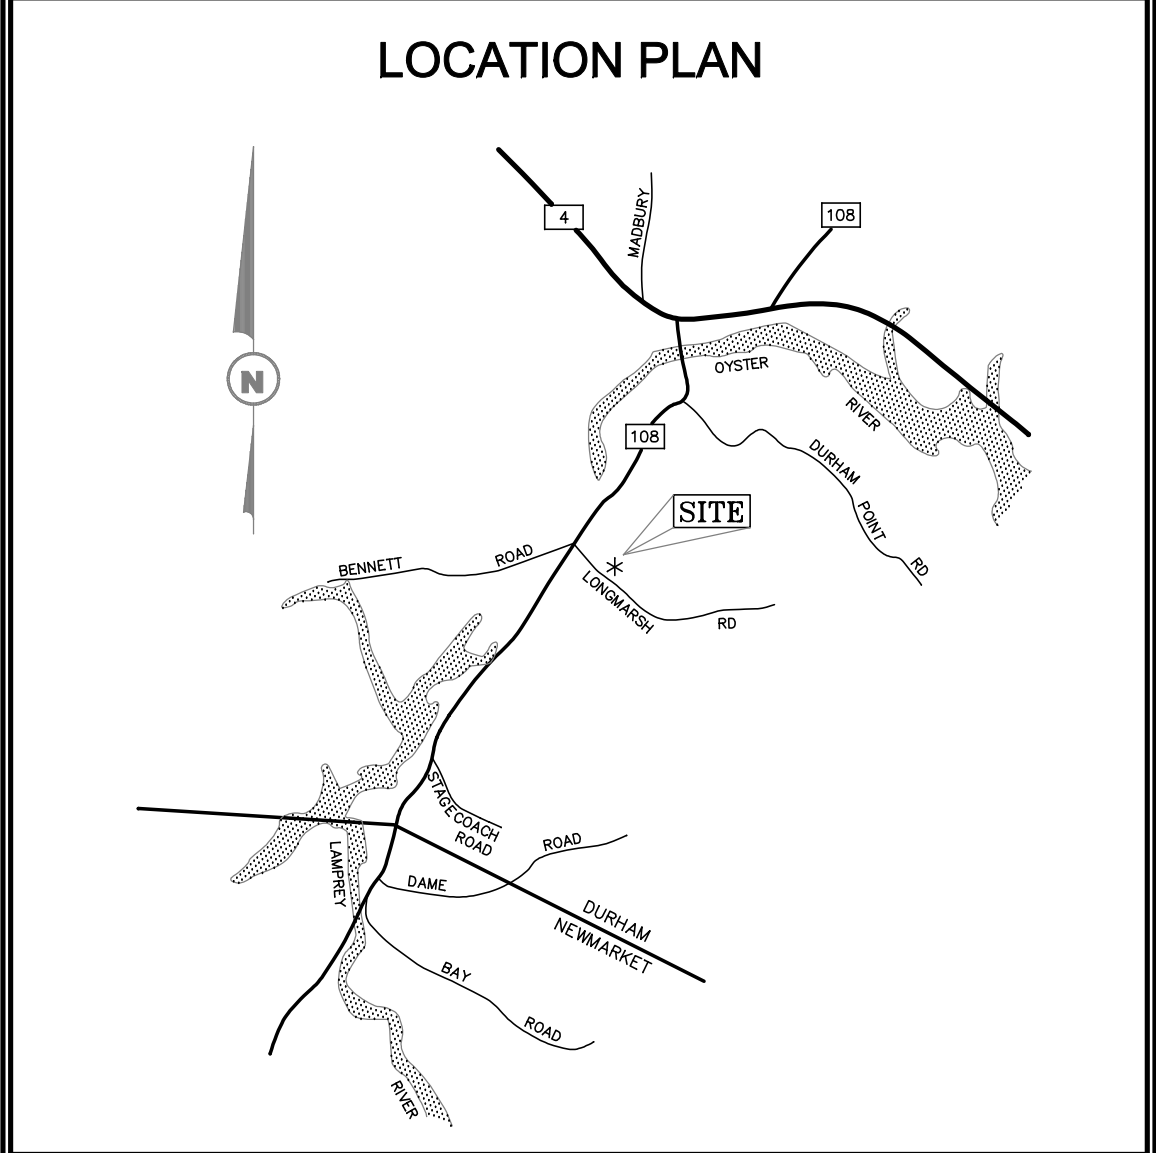 LOCATION PLAN
MADBURY
4
108
N
OYSTER
RIVER
108
DURHAM
POINT
RD
SITE
BENNETT
ROAD
LONGMARSH
RD
STAGECOACH
ROAD
ROAD
LAMPREY
DAME
DURHAM
NEWMARKET
BAY
ROAD
RIVER